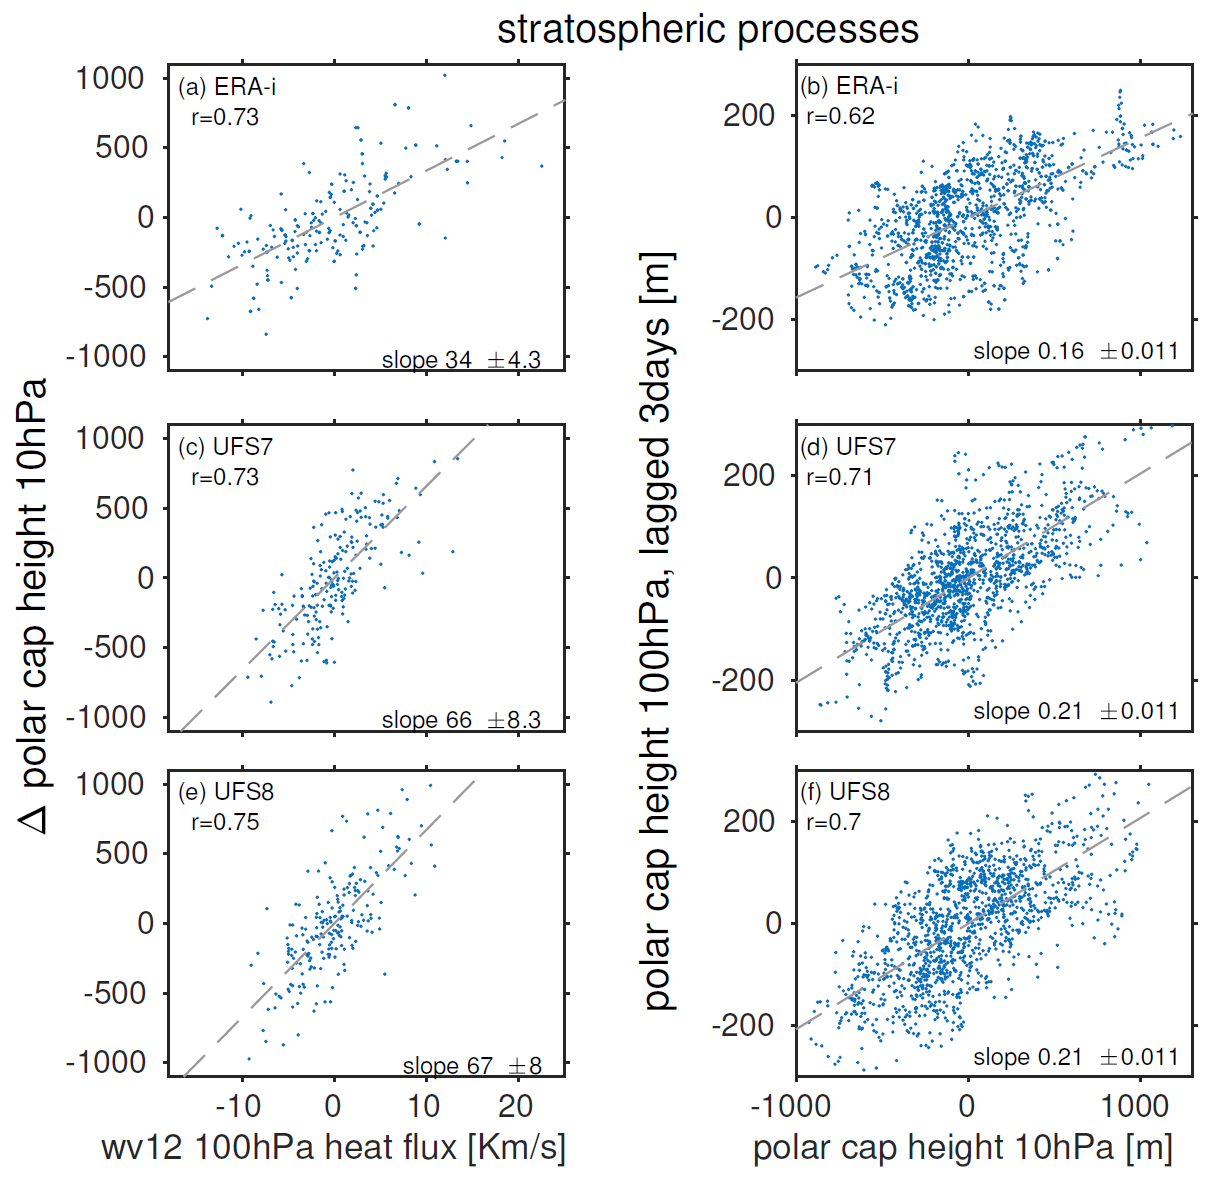 stratospheric processes
(a) ERA-i
r=0.73
1000
500
0
-500
-1000
slope 34 ±4.3
(b) ERA-i
r=0.62
200
0
-200
slope 0.16 ±0.011
(c) UFS7
r=0.73
1000
500
0
-500
-1000
slope 66 ±8.3
(d) UFS7
r=0.71
200
0
-200
slope 0.21 ±0.011
(e) UFS8
r=0.75
1000
500
0
-500
-1000
slope 67 ±8
(f) UFS8
r=0.7
200
0
-200
slope 0.21 ±0.011
-10 0 10 20
wv12 100hPa heat flux [Km/s]
-1000 0 1000
polar cap height 10hPa [m]
Δ polar cap height 10hPa
polar cap height 100hPa, lagged 3days [m]